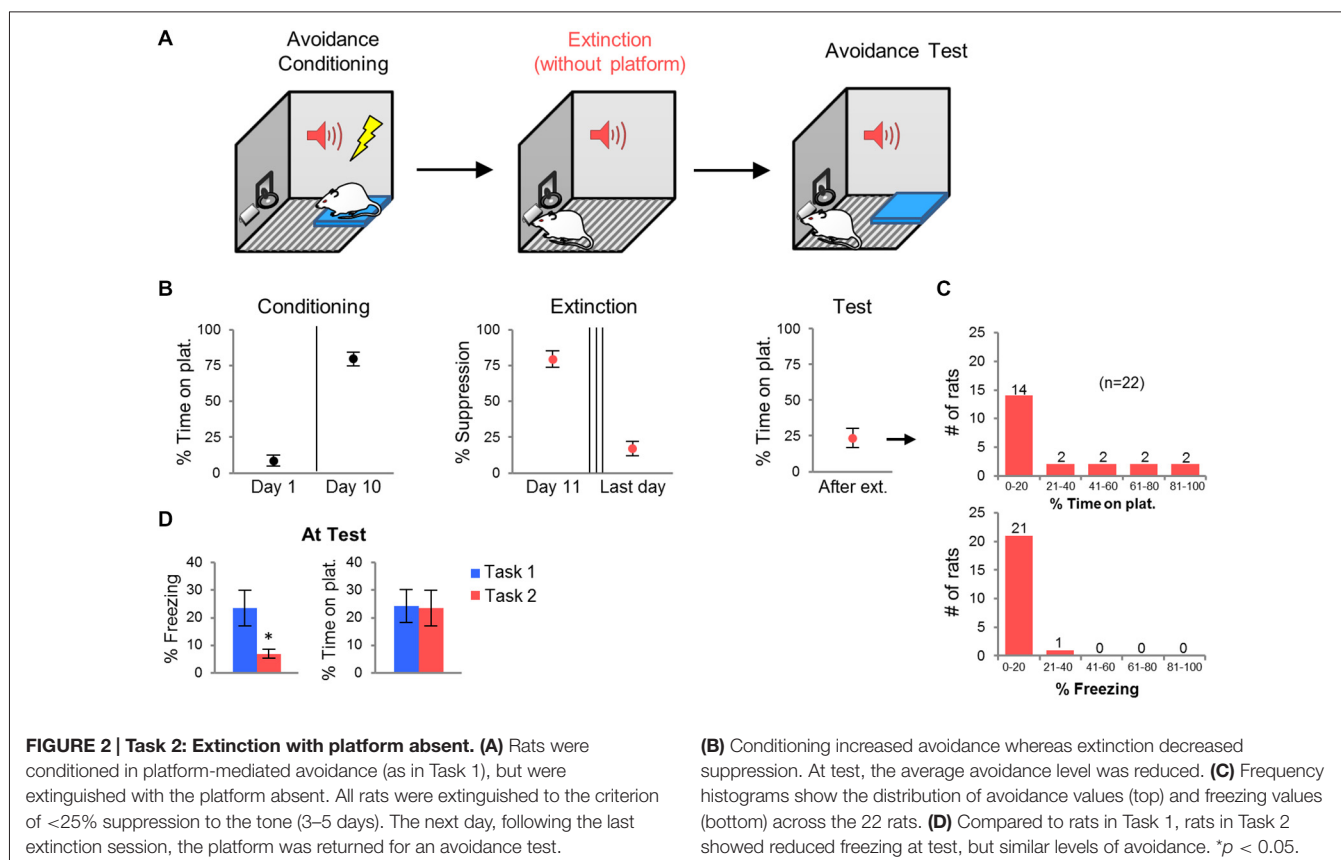 A
Avoidance
Conditioning
Extinction
(without platform)
Avoidance Test
B
Conditioning
% Time on plat.
100
75
50
25
0
Day 1
Day 10
Extinction
% Suppression
100
75
50
25
0
Day 11
Last day
Test
% Time on plat.
100
75
50
25
0
After ext.
C
# of rats
25
20
15
10
5
0
14
2
2
2
2
(n=22)
0-20
21-40
41-60
61-80
81-100
% Time on plat.
# of rats
25
20
15
10
5
0
21
1
0
0
0
0-20
21-40
41-60
61-80
81-100
% Freezing
D
At Test
% Freezing
40
30
20
10
0
*
% Time on plat.
40
30
20
10
0
Task 1
Task 2
FIGURE 2 | Task 2: Extinction with platform absent. (A) Rats were
conditioned in platform-mediated avoidance (as in Task 1), but were
extinguished with the platform absent. All rats were extinguished to the criterion
of <25% suppression to the tone (3–5 days). The next day, following the last
extinction session, the platform was returned for an avoidance test.
(B) Conditioning increased avoidance whereas extinction decreased
suppression. At test, the average avoidance level was reduced. (C) Frequency
histograms show the distribution of avoidance values (top) and freezing values
(bottom) across the 22 rats. (D) Compared to rats in Task 1, rats in Task 2
showed reduced freezing at test, but similar levels of avoidance. *p < 0.05.